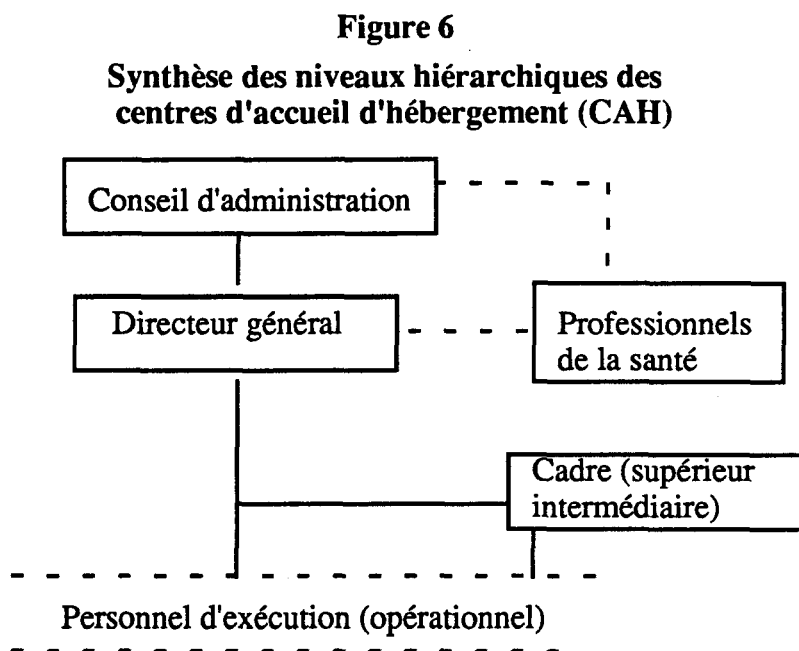 Figure 6
Synthèse des niveaux hiérarchiques des
centres d'accueil d'hébergement (CAH)
Conseil d'administration
Directeur général
Professionnels
de la santé
Cadre (supérieur
intermédiaire)
Personnel d'exécution (opérationnel)